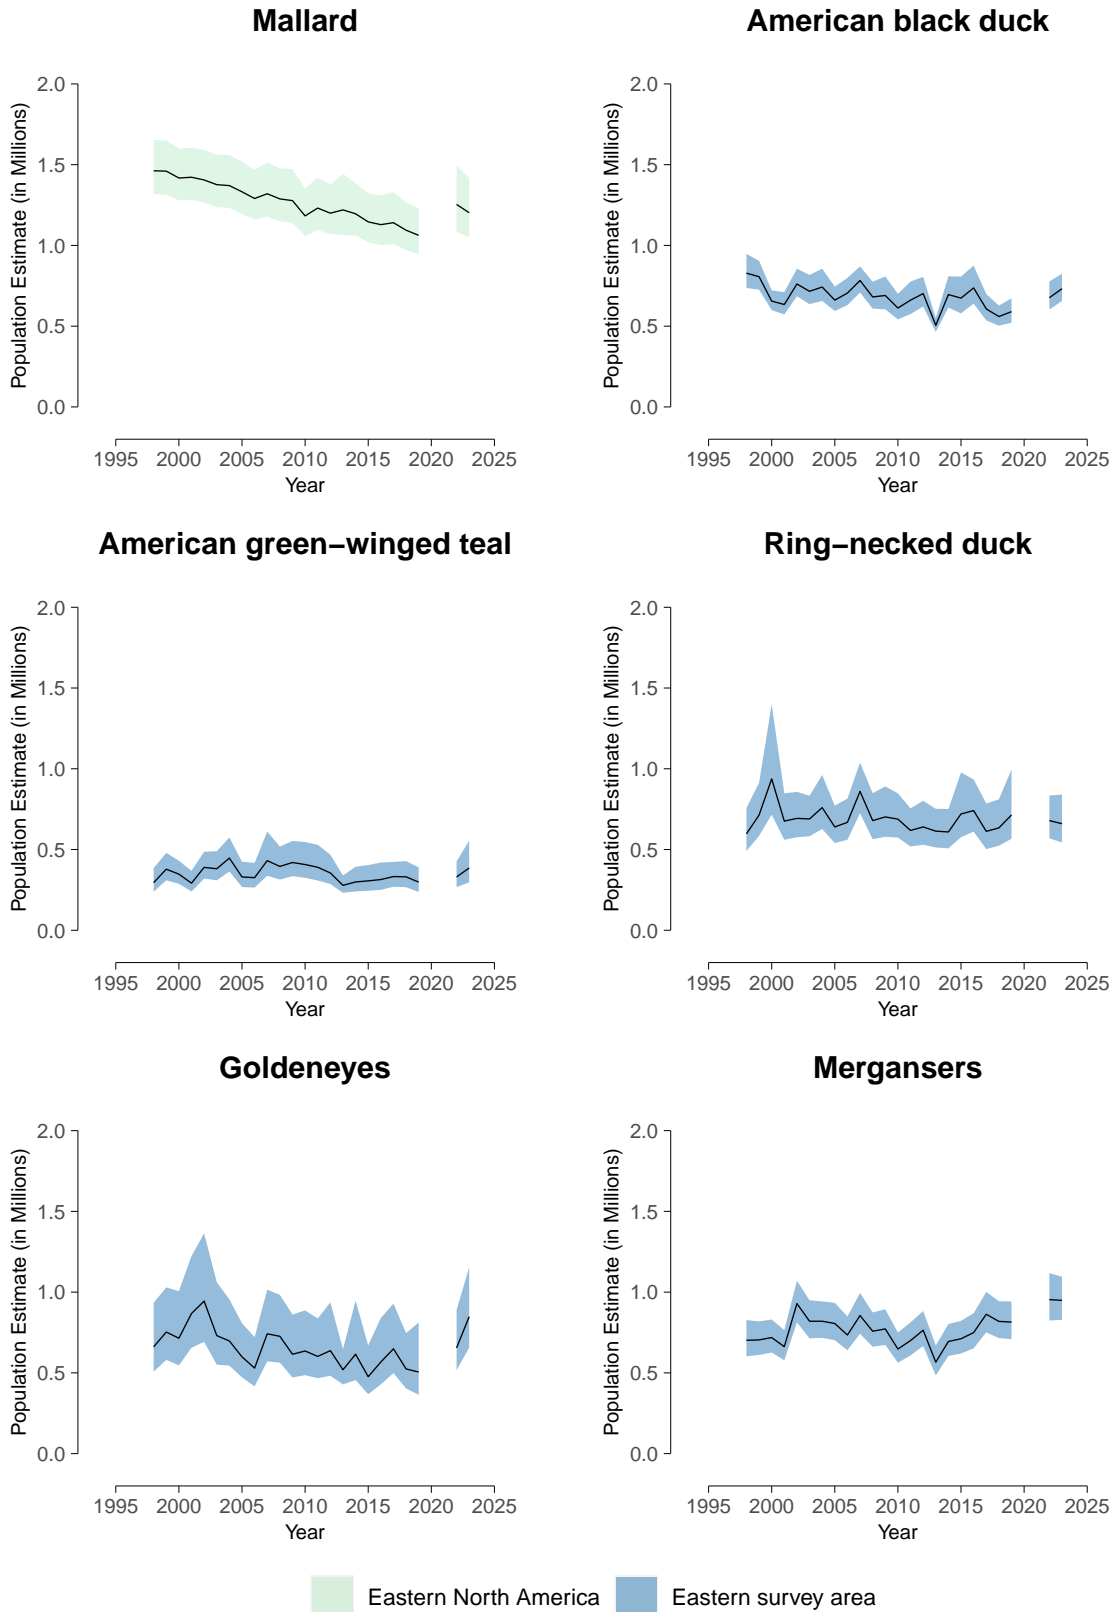 Mallard
Population Estimate (in Millions)
2.0
1.5
1.0
0.5
0.0
1995 2000 2005 2010 2015 2020 2025
Year
American black duck
Population Estimate (in Millions)
2.0
1.5
1.0
0.5
0.0
1995 2000 2005 2010 2015 2020 2025
Year
American green−winged teal
Population Estimate (in Millions)
2.0
1.5
1.0
0.5
0.0
1995 2000 2005 2010 2015 2020 2025
Year
Ring−necked duck
Population Estimate (in Millions)
2.0
1.5
1.0
0.5
0.0
1995 2000 2005 2010 2015 2020 2025
Year
Goldeneyes
Population Estimate (in Millions)
2.0
1.5
1.0
0.5
0.0
1995 2000 2005 2010 2015 2020 2025
Year
Mergansers
Population Estimate (in Millions)
2.0
1.5
1.0
0.5
0.0
1995 2000 2005 2010 2015 2020 2025
Year
Eastern North America Eastern survey area